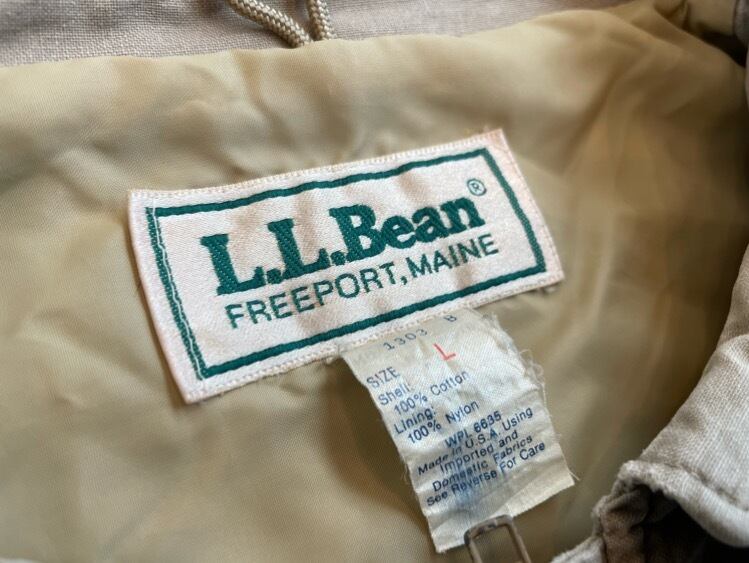 L.L.Bean®
FREEPORT, MAINE
1303 B
SIZE L
Shell:
100% Cotton
Lining:
100% Nylon
WPL 6635
Made in U.S.A. Using
Imported and
Domestic Fabrics
See Reverse For Care